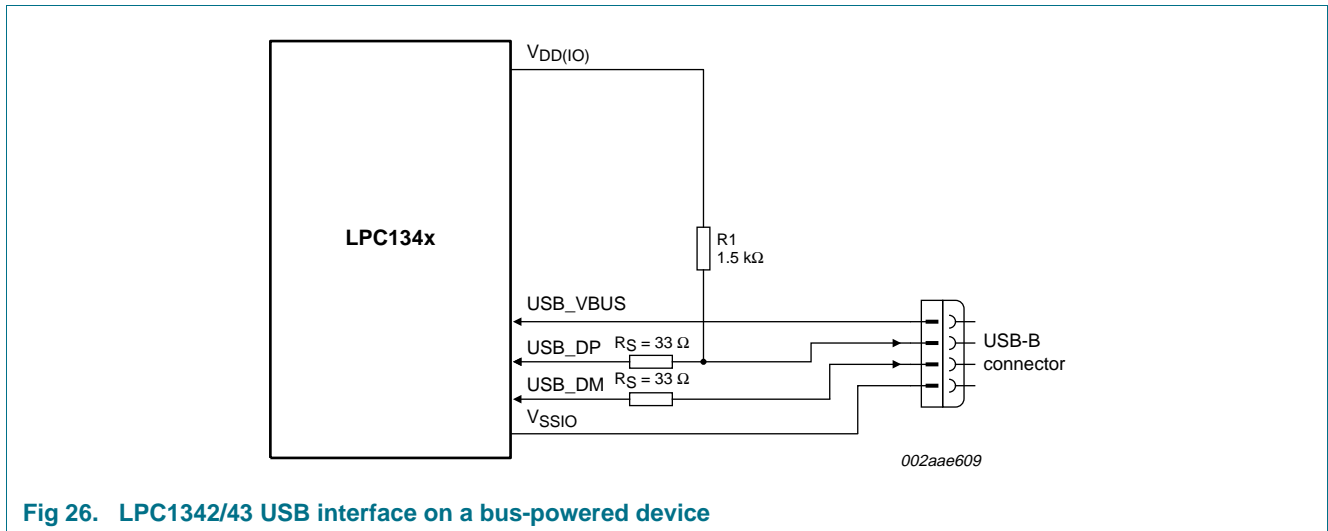 VDD(IO)
LPC134x
R1
1.5 kΩ
USB_VBUS
USB_DP
RS = 33 Ω
USB_DM
RS = 33 Ω
VSSIO
USB-B
connector
002aae609
Fig 26. LPC1342/43 USB interface on a bus-powered device